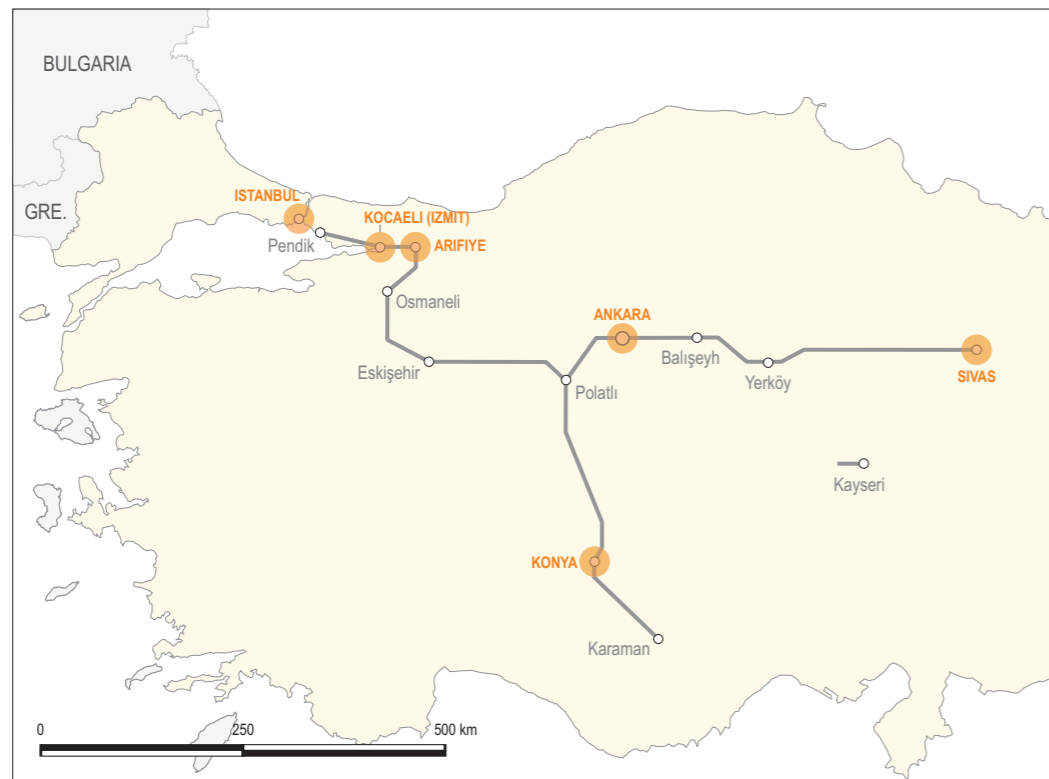 BULGARIA
GRE.
ISTANBUL
KOCAELI (IZMIT)
Pendik
ARIFIYE
Osmaneli
ANKARA
Balışeyh
Eskişehir
Polatlı
Yerköy
SIVAS
Kayseri
KONYA
Karaman
0 250 500 km